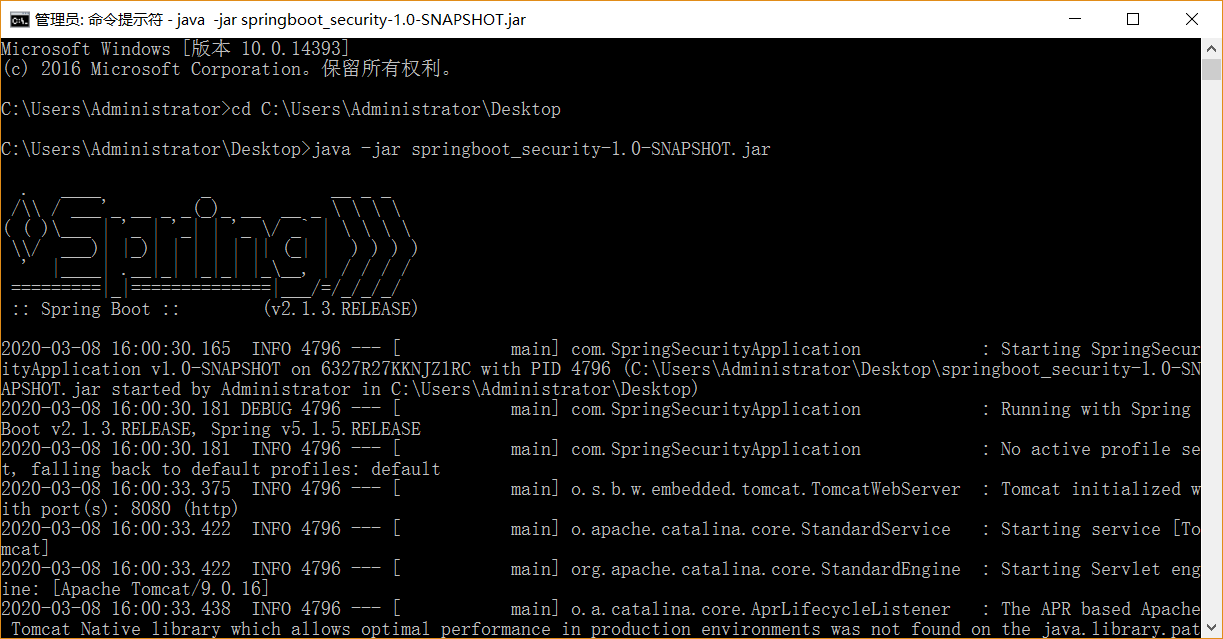 管理员: 命令提示符 - java  -jar springboot_security-1.0-SNAPSHOT.jar
Microsoft Windows [版本 10.0.14393]
(c) 2016 Microsoft Corporation。保留所有权利。
C:\Users\Administrator>cd C:\Users\Administrator\Desktop
C:\Users\Administrator\Desktop>java -jar springboot_security-1.0-SNAPSHOT.jar
  .   ____          _            __ _ _
 /\\ / ___'_ __ _ _(_)_ __  __ _ \ \ \ \
( ( )\___ | '_ | '_| | '_ \/ _` | \ \ \ \
 \\/  ___)| |_)| | | | | || (_| |  ) ) ) )
  '  |____| .__|_| |_|_| |_\__, | / / / /
 =========|_|==============|___/=/_/_/_/
 :: Spring Boot ::        (v2.1.3.RELEASE)
2020-03-08 16:00:30.165  INFO 4796 --- [           main] com.SpringSecurityApplication            : Starting SpringSecur
ityApplication v1.0-SNAPSHOT on 6327R27KKNJZ1RC with PID 4796 (C:\Users\Administrator\Desktop\springboot_security-1.0-SN
APSHOT.jar started by Administrator in C:\Users\Administrator\Desktop)
2020-03-08 16:00:30.181 DEBUG 4796 --- [           main] com.SpringSecurityApplication            : Running with Spring
Boot v2.1.3.RELEASE, Spring v5.1.5.RELEASE
2020-03-08 16:00:30.181  INFO 4796 --- [           main] com.SpringSecurityApplication            : No active profile se
t, falling back to default profiles: default
2020-03-08 16:00:33.375  INFO 4796 --- [           main] o.s.b.w.embedded.tomcat.TomcatWebServer  : Tomcat initialized w
ith port(s): 8080 (http)
2020-03-08 16:00:33.422  INFO 4796 --- [           main] o.apache.catalina.core.StandardService   : Starting service [To
mcat]
2020-03-08 16:00:33.422  INFO 4796 --- [           main] org.apache.catalina.core.StandardEngine  : Starting Servlet eng
ine: [Apache Tomcat/9.0.16]
2020-03-08 16:00:33.438  INFO 4796 --- [           main] o.a.catalina.core.AprLifecycleListener   : The APR based Apache
 Tomcat Native library which allows optimal performance in production environments was not found on the java.library.pat